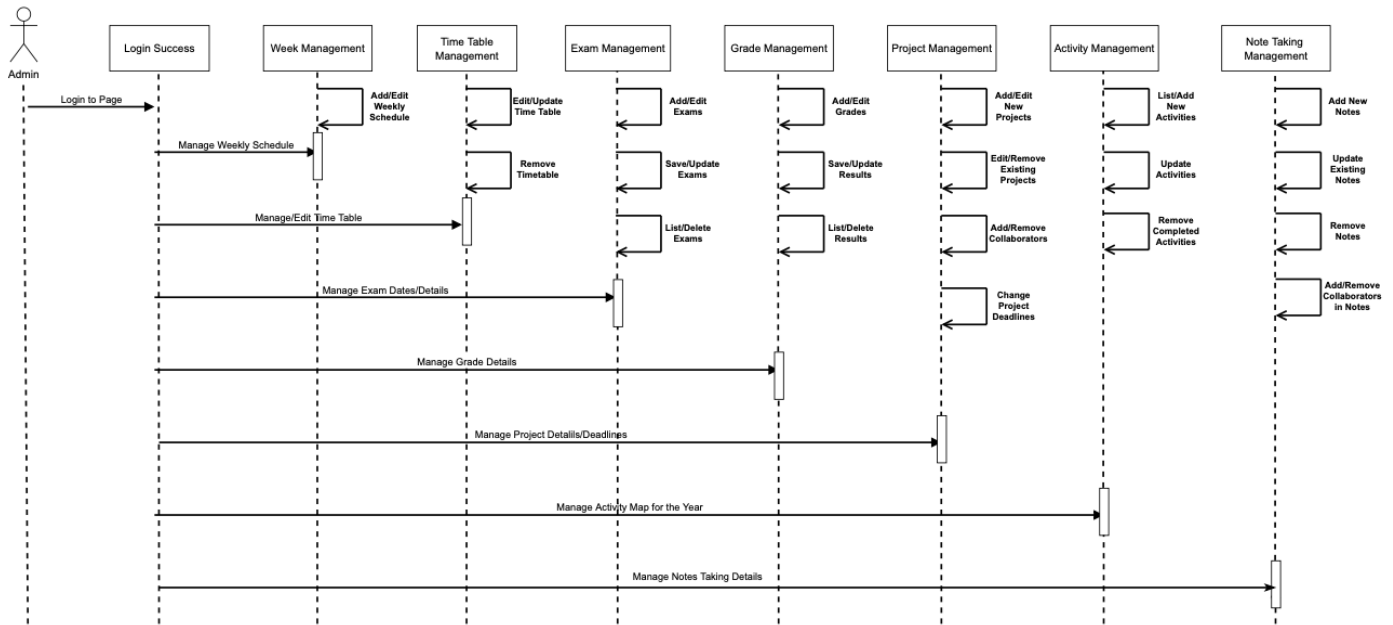 Admin
Login Success
Week Management
Time Table
Management
Exam Management
Grade Management
Project Management
Activity Management
Note Taking
Management
Login to Page
Add/Edit
Weekly
Schedule
Edit/Update
Time Table
Add/Edit
Exams
Add/Edit
Grades
Add/Edit
New
Projects
List/Add
New
Activities
Add New
Notes
Manage Weekly Schedule
Remove
Timetable
Save/Update
Exams
Save/Update
Results
Edit/Remove
Existing
Projects
Update
Activities
Update
Existing
Notes
Manage/Edit Time Table
List/Delete
Exams
List/Delete
Results
Add/Remove
Collaborators
Remove
Completed
Activities
Remove
Notes
Manage Exam Dates/Details
Change
Project
Deadlines
Add/Remove
Collaborators
in Notes
Manage Grade Details
Manage Project Detalils/Deadlines
Manage Activity Map for the Year
Manage Notes Taking Details